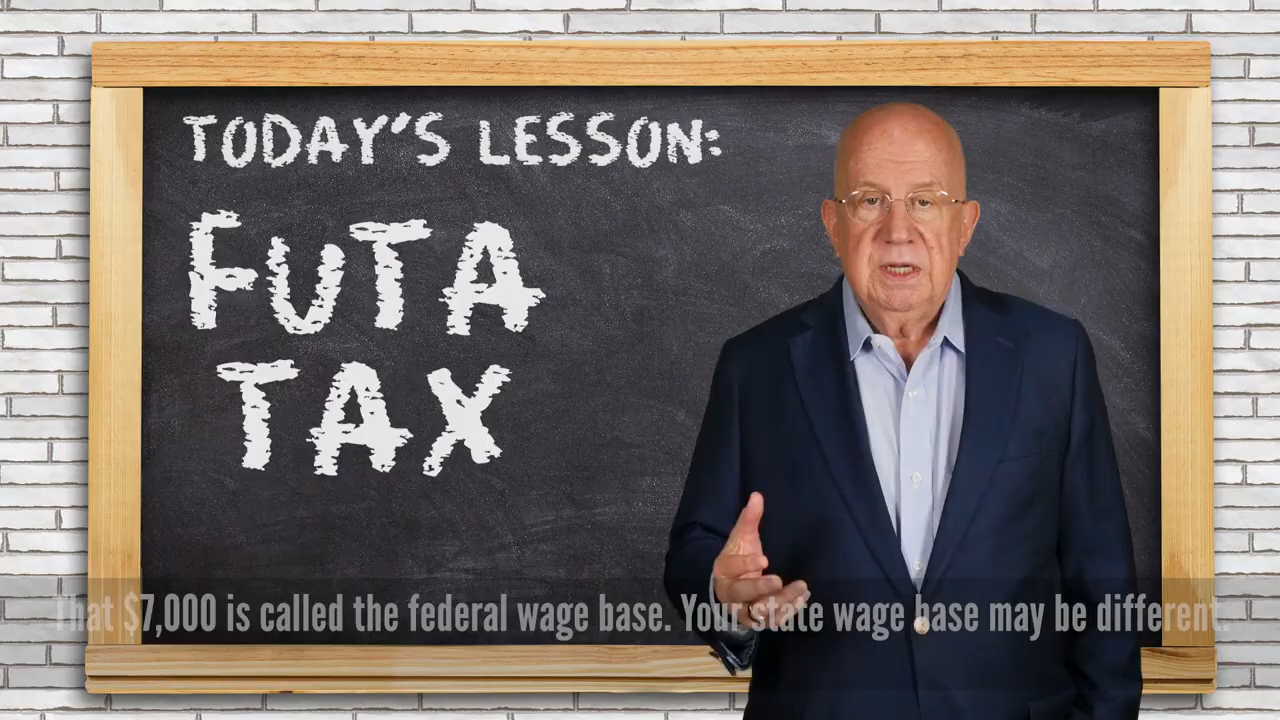 TODAY'S LESSON:
FUTA
TAX
That $7,000 is called the federal wage base. Your state wage base may be different.